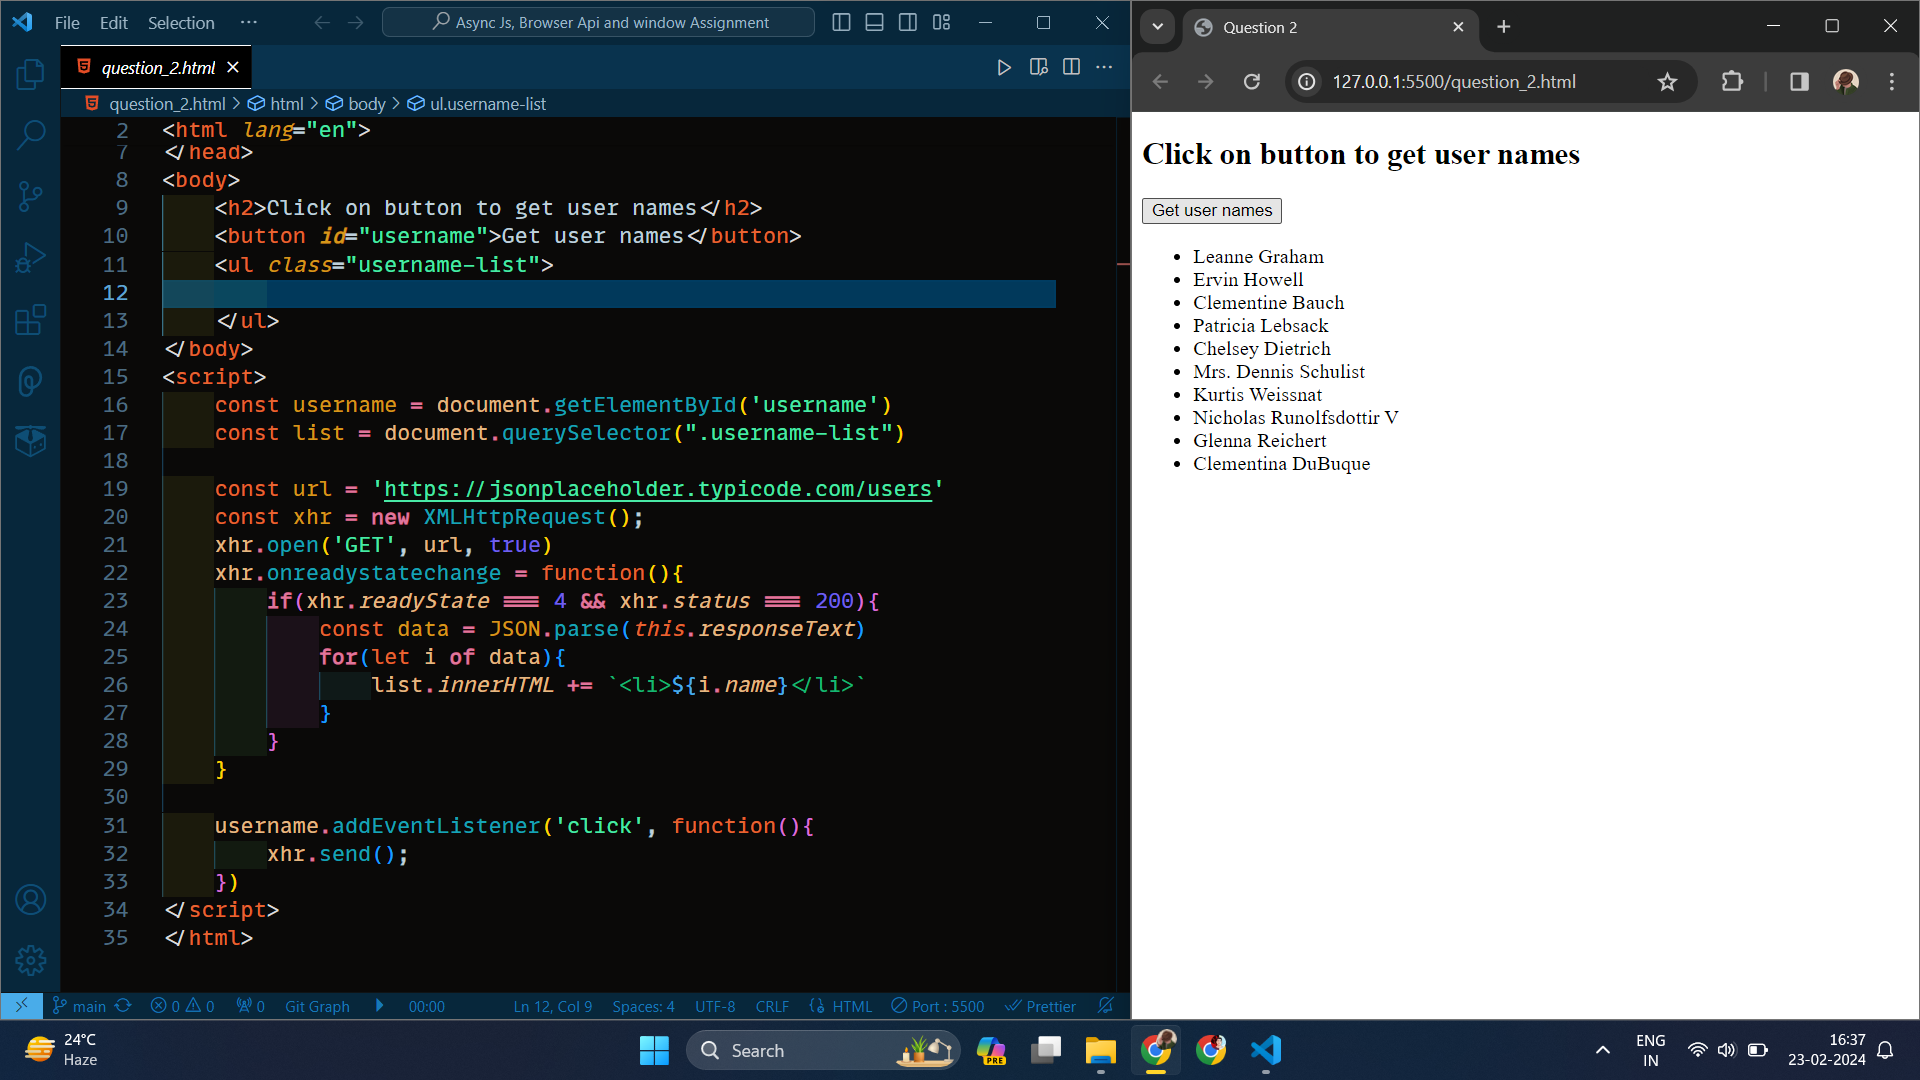 File Edit Selection ··· Async Js, Browser Api and window Assignment
question_2.html
question_2.html > html > body > ul.username-list
2 <html lang="en">
7 </head>
8 <body>
9 <h2>Click on button to get user names</h2>
10 <button id="username">Get user names</button>
11 <ul class="username-list">
12
13 </ul>
14 </body>
15 <script>
16 const username = document.getElementById('username')
17 const list = document.querySelector(".username-list")
18
19 const url = 'https://jsonplaceholder.typicode.com/users'
20 const xhr = new XMLHttpRequest();
21 xhr.open('GET', url, true)
22 xhr.onreadystatechange = function(){
23 if(xhr.readyState === 4 && xhr.status === 200){
24 const data = JSON.parse(this.responseText)
25 for(let i of data){
26 list.innerHTML += `<li>${i.name}</li>`
27 }
28 }
29 }
30
31 username.addEventListener('click', function(){
32 xhr.send();
33 })
34 </script>
35 </html>
main 0 0 0 Git Graph 00:00 Ln 12, Col 9 Spaces: 4 UTF-8 CRLF HTML Port : 5500 Prettier
Question 2
127.0.0.1:5500/question_2.html
Click on button to get user names
Get user names
• Leanne Graham
• Ervin Howell
• Clementine Bauch
• Patricia Lebsack
• Chelsey Dietrich
• Mrs. Dennis Schulist
• Kurtis Weissnat
• Nicholas Runolfsdottir V
• Glenna Reichert
• Clementina DuBuque
24°C
Haze
Search
PRE
ENG
IN
16:37
23-02-2024